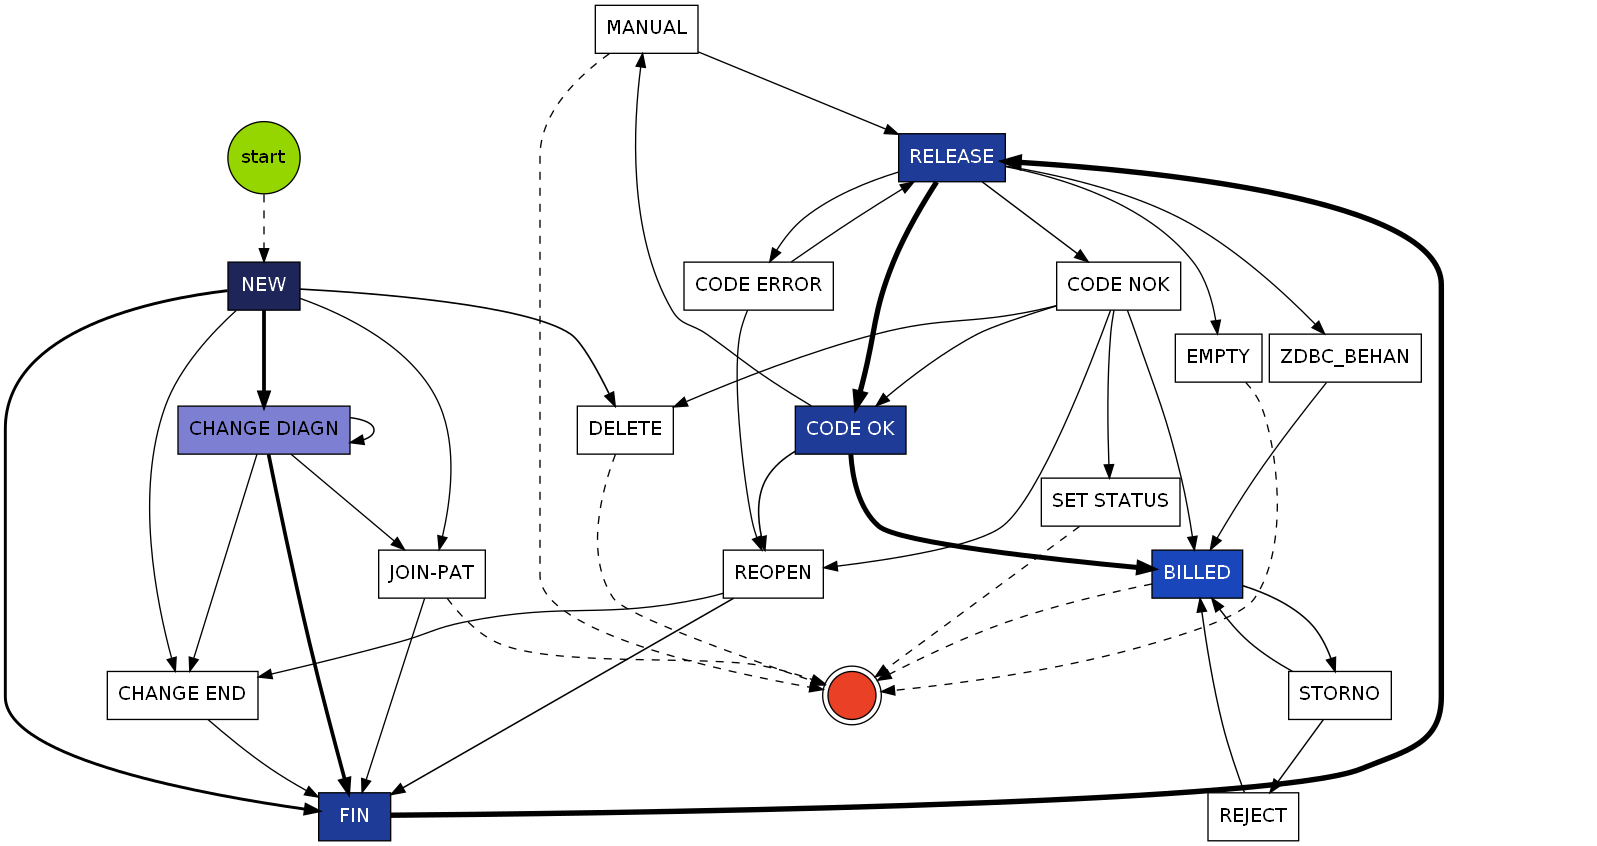 MANUAL
start
RELEASE
NEW
CODE ERROR
CODE NOK
EMPTY
ZDBC_BEHAN
CHANGE DIAGN
DELETE
CODE OK
SET STATUS
JOIN-PAT
REOPEN
BILLED
CHANGE END
STORNO
FIN
REJECT